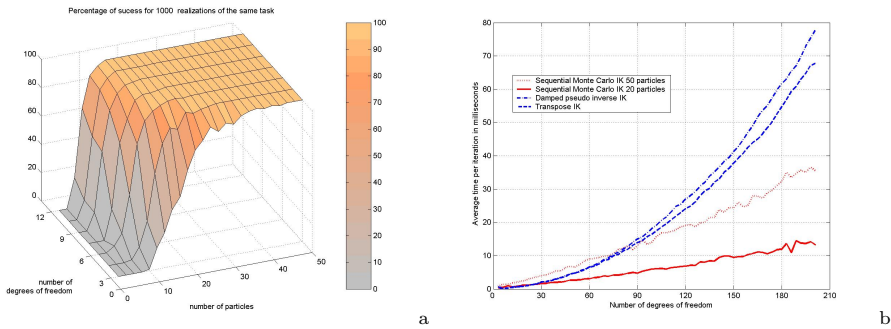 Percentage of sucess for 1000 realizations of the same task
100
80
60
40
20
0
12
9
6
3
0
0
10
20
30
40
50
number of
degrees of freedom
number of particles
100
90
80
70
60
50
40
30
20
10
0
a
80
70
60
50
40
30
20
10
0
Average time per iteration in milliseconds
Sequential Monte Carlo IK 50 particles
Sequential Monte Carlo IK 20 particles
Damped pseudo inverse IK
Transpose IK
0 30 60 90 120 150 180 210
Number of degrees of freedom
b